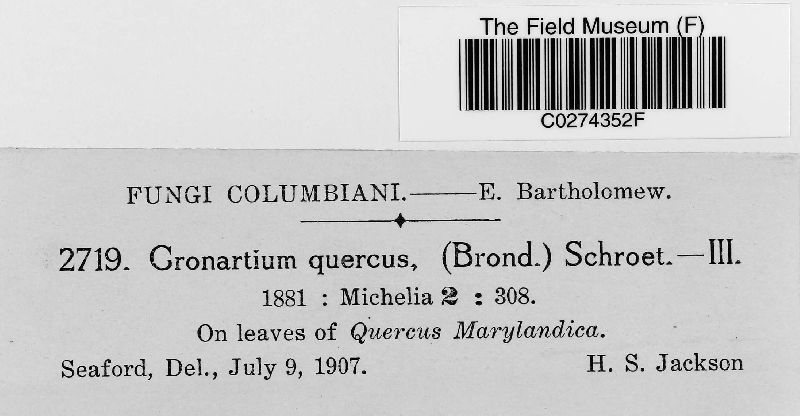 The Field Museum (F)
C0274352F
FUNGI COLUMBIANI.——E. Bartholomew.
2719. Cronartium quercus, (Brond.) Schroet.—III.
1881 : Michelia 2 : 308.
On leaves of Quercus Marylandica.
Seaford, Del., July 9, 1907. H. S. Jackson